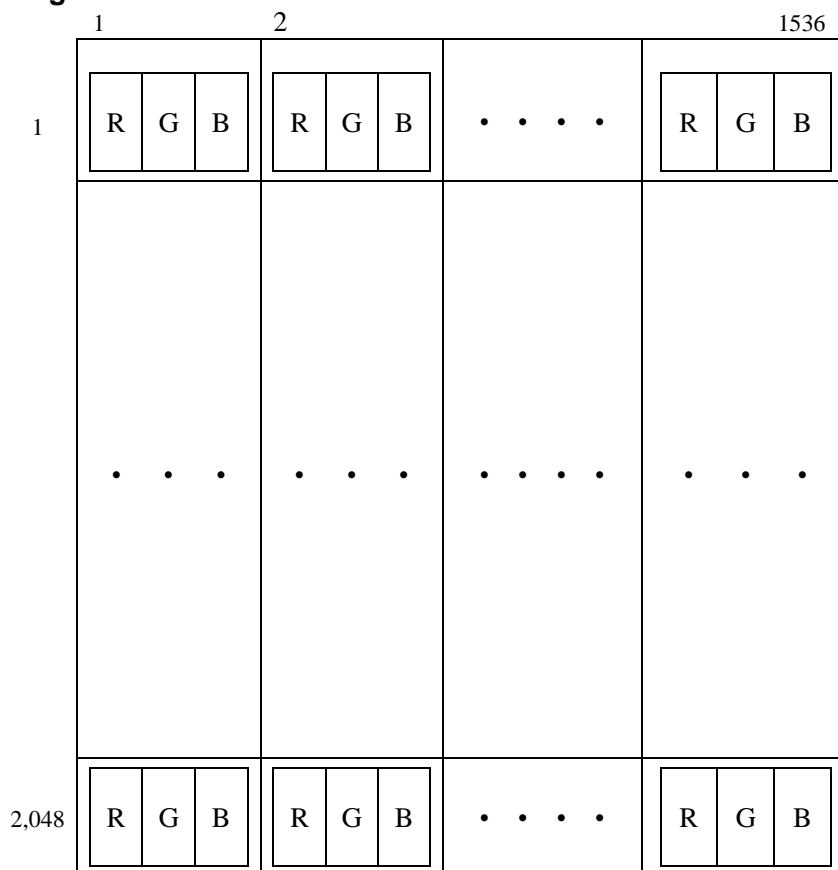 1 2 1536
1 R G B R G B • • • • R G B
• • • • • • • • • • • • •
2,048 R G B R G B • • • • R G B